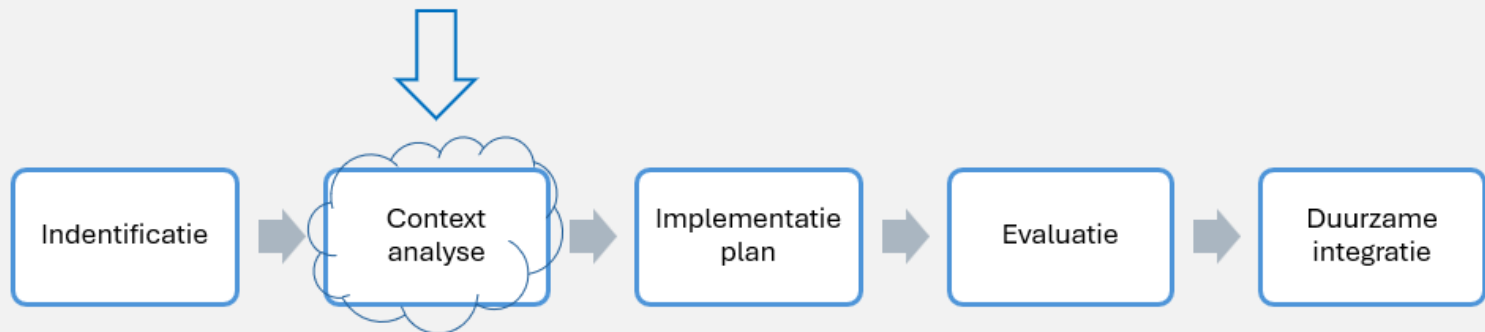 Indentificatie
Context
analyse
Implementatie
plan
Evaluatie
Duurzame
integratie